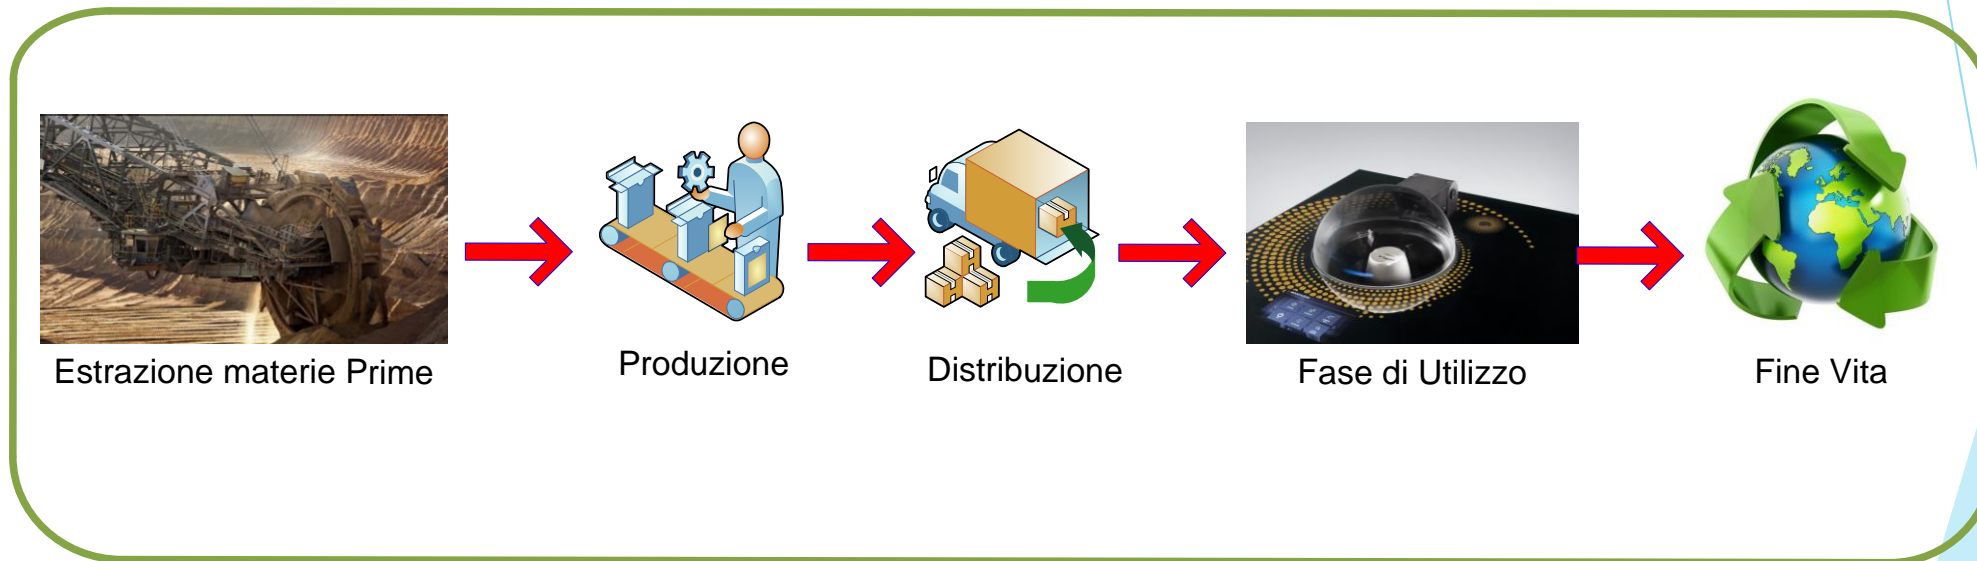 Estrazione materie Prime
Produzione
Distribuzione
Fase di Utilizzo
Fine Vita